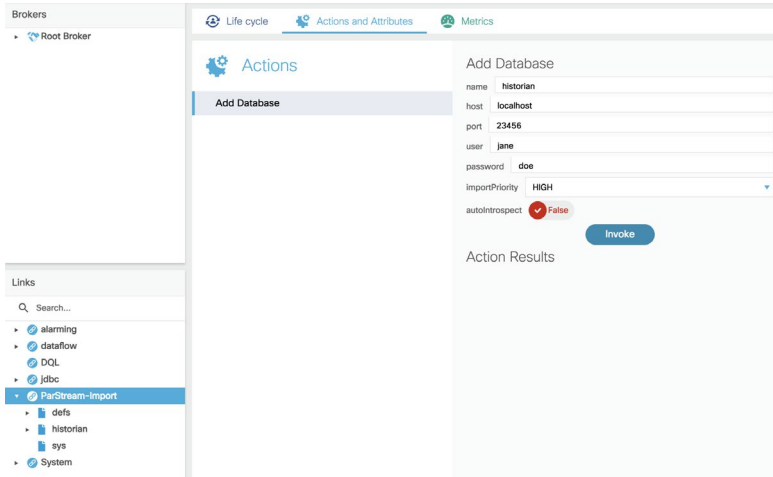 Brokers
Root Broker
Life cycle
Actions and Attributes
Metrics
Actions
Add Database
Add Database
name historian
host localhost
port 23456
user jane
password doe
importPriority HIGH
autoIntrospect False
Invoke
Action Results
Links
Search...
alarming
dataflow
DQL
jdbc
ParStream-Import
defs
historian
sys
System